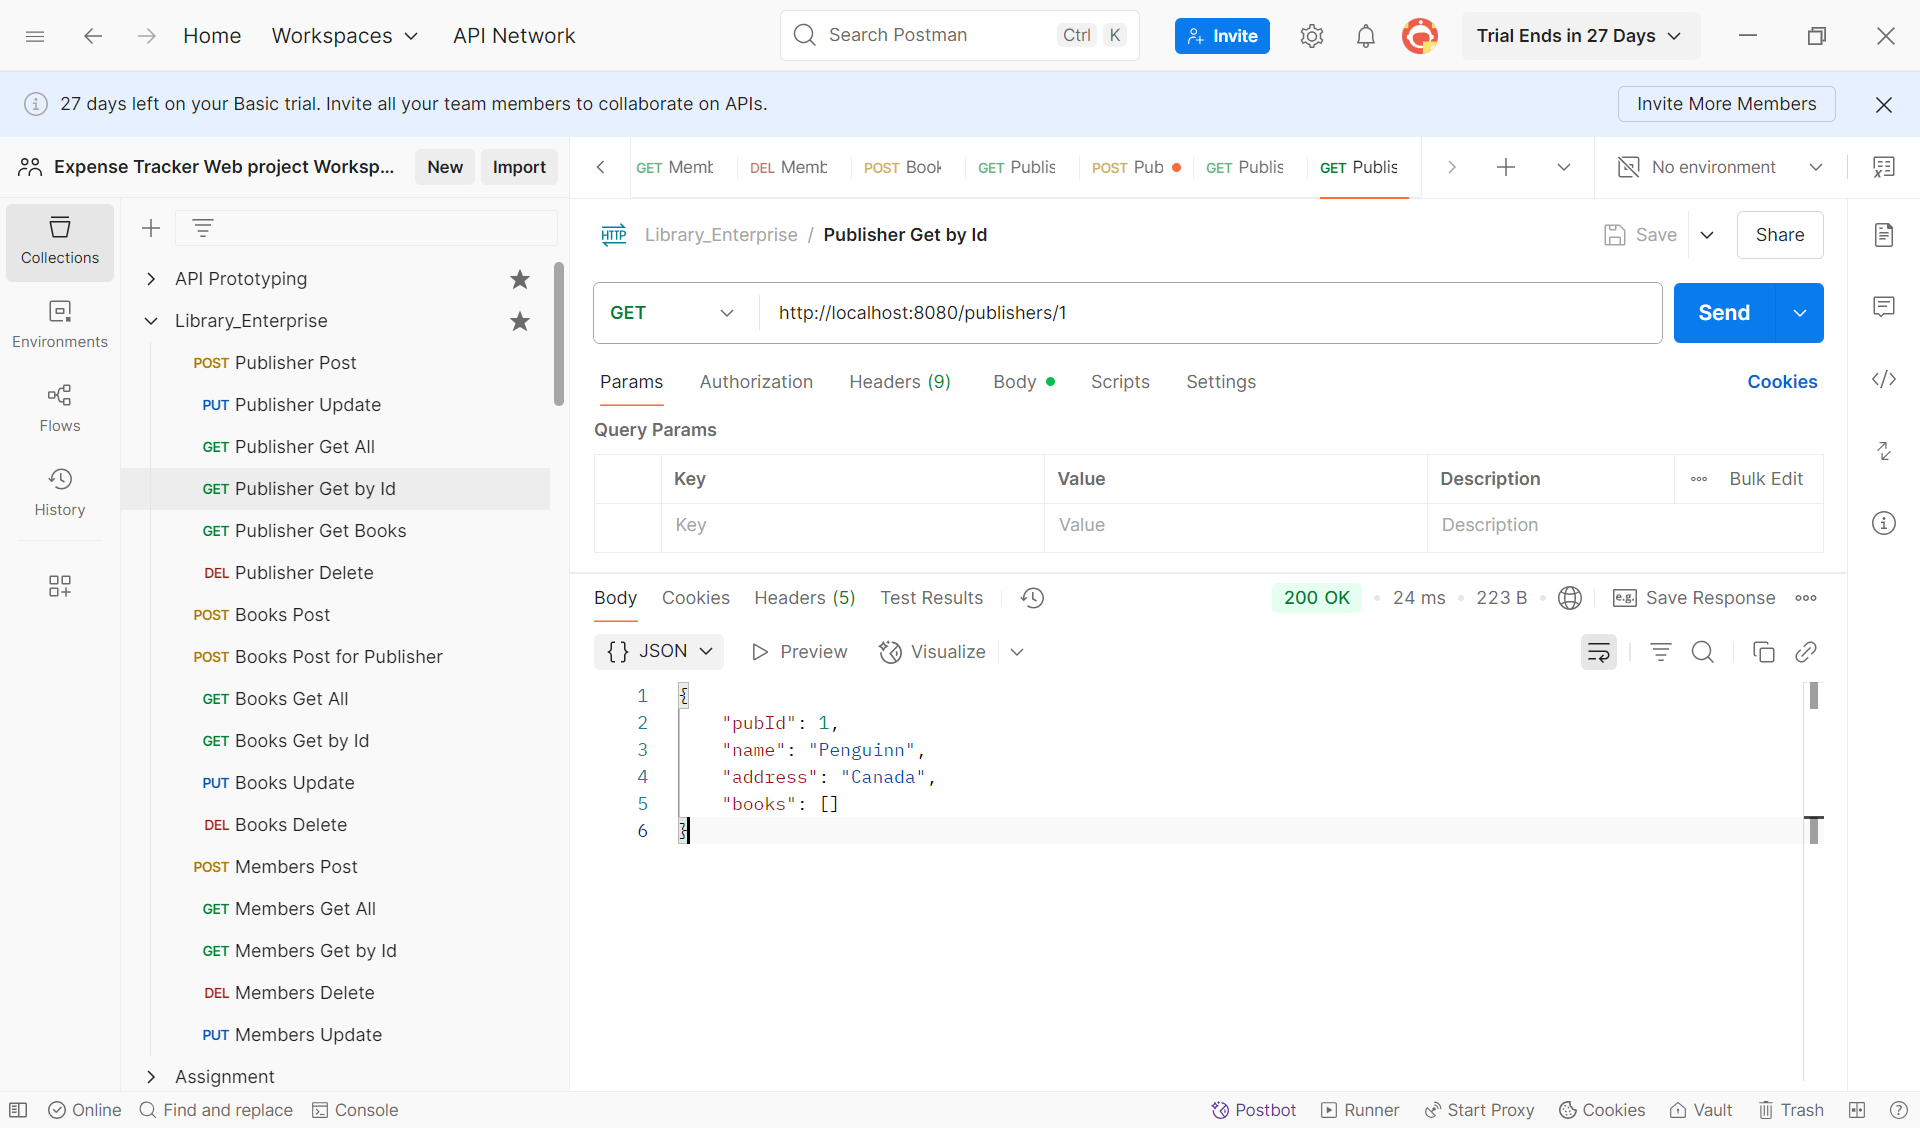 Home Workspaces API Network Search Postman Ctrl K Invite Trial Ends in 27 Days
27 days left on your Basic trial. Invite all your team members to collaborate on APIs. Invite More Members
Expense Tracker Web project Worksp... New Import
GET Memb DEL Memb POST Book GET Publis POST Pub GET Publis GET Publis No environment
Collections
Environments
Flows
History
API Prototyping
Library_Enterprise
POST Publisher Post
PUT Publisher Update
GET Publisher Get All
GET Publisher Get by Id
GET Publisher Get Books
DEL Publisher Delete
POST Books Post
POST Books Post for Publisher
GET Books Get All
GET Books Get by Id
PUT Books Update
DEL Books Delete
POST Members Post
GET Members Get All
GET Members Get by Id
DEL Members Delete
PUT Members Update
Assignment
HTTP Library_Enterprise / Publisher Get by Id Save Share
GET http://localhost:8080/publishers/1 Send
Params Authorization Headers (9) Body Scripts Settings Cookies
Query Params
Key Value Description Bulk Edit
Key Value Description
Body Cookies Headers (5) Test Results 200 OK 24 ms 223 B e.g. Save Response
{} JSON Preview Visualize
1 {
2 "pubId": 1,
3 "name": "Penguinn",
4 "address": "Canada",
5 "books": []
6 }
Online Find and replace Console Postbot Runner Start Proxy Cookies Vault Trash